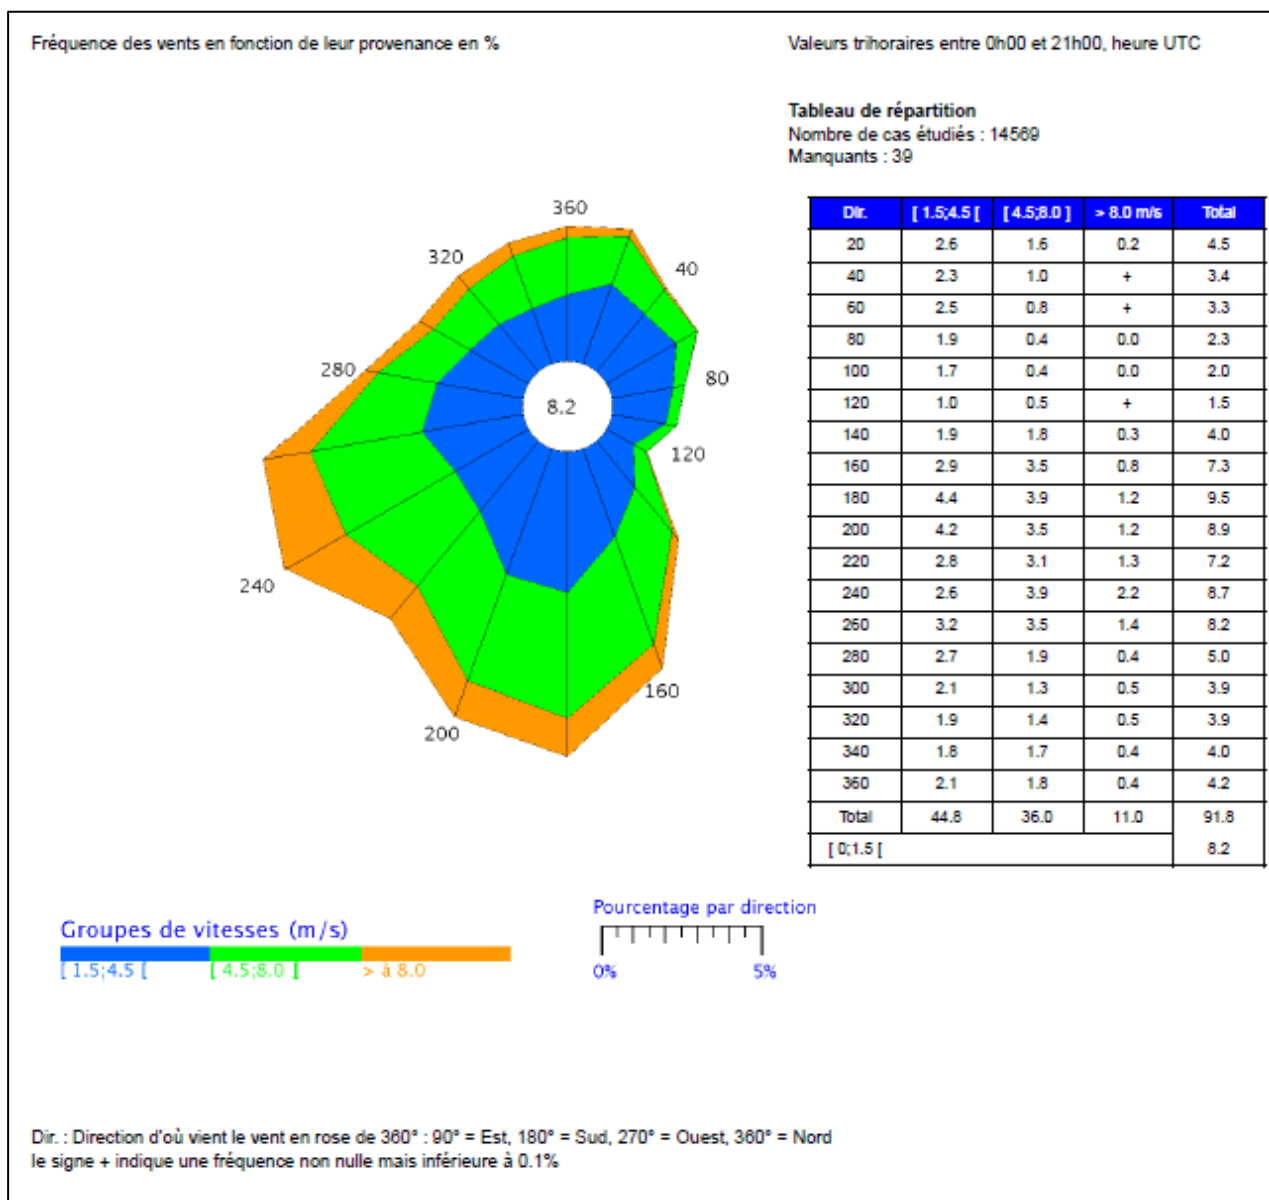 Fréquence des vents en fonction de leur provenance en %
Valeurs trihoraires entre 0h00 et 21h00, heure UTC
Tableau de répartition
Nombre de cas étudiés : 14569
Manquants : 39
360
320
40
280
80
8.2
120
240
160
200
Dir. [ 1.5;4.5 [ [ 4.5;8.0 ] > 8.0 m/s Total
20 2.6 1.6 0.2 4.5
40 2.3 1.0 + 3.4
60 2.5 0.8 + 3.3
80 1.9 0.4 0.0 2.3
100 1.7 0.4 0.0 2.0
120 1.0 0.5 + 1.5
140 1.9 1.8 0.3 4.0
160 2.9 3.5 0.8 7.3
180 4.4 3.9 1.2 9.5
200 4.2 3.5 1.2 8.9
220 2.8 3.1 1.3 7.2
240 2.6 3.9 2.2 8.7
260 3.2 3.5 1.4 8.2
280 2.7 1.9 0.4 5.0
300 2.1 1.3 0.5 3.9
320 1.9 1.4 0.5 3.9
340 1.8 1.7 0.4 4.0
360 2.1 1.8 0.4 4.2
Total 44.8 36.0 11.0 91.8
[ 0;1.5 [ 8.2
Groupes de vitesses (m/s)
[ 1.5;4.5 [ [ 4.5;8.0 ] > à 8.0
Pourcentage par direction
0% 5%
Dir. : Direction d'où vient le vent en rose de 360° : 90° = Est, 180° = Sud, 270° = Ouest, 360° = Nord
le signe + indique une fréquence non nulle mais inférieure à 0.1%